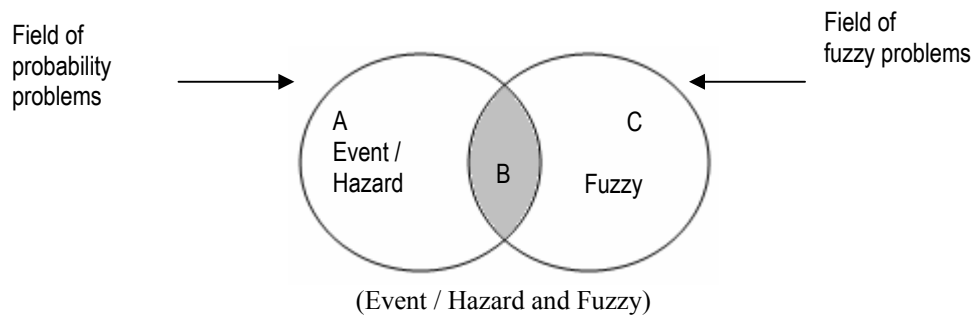 Field of
probability
problems
Field of
fuzzy problems
A
Event /
Hazard
B
C
Fuzzy
(Event / Hazard and Fuzzy)